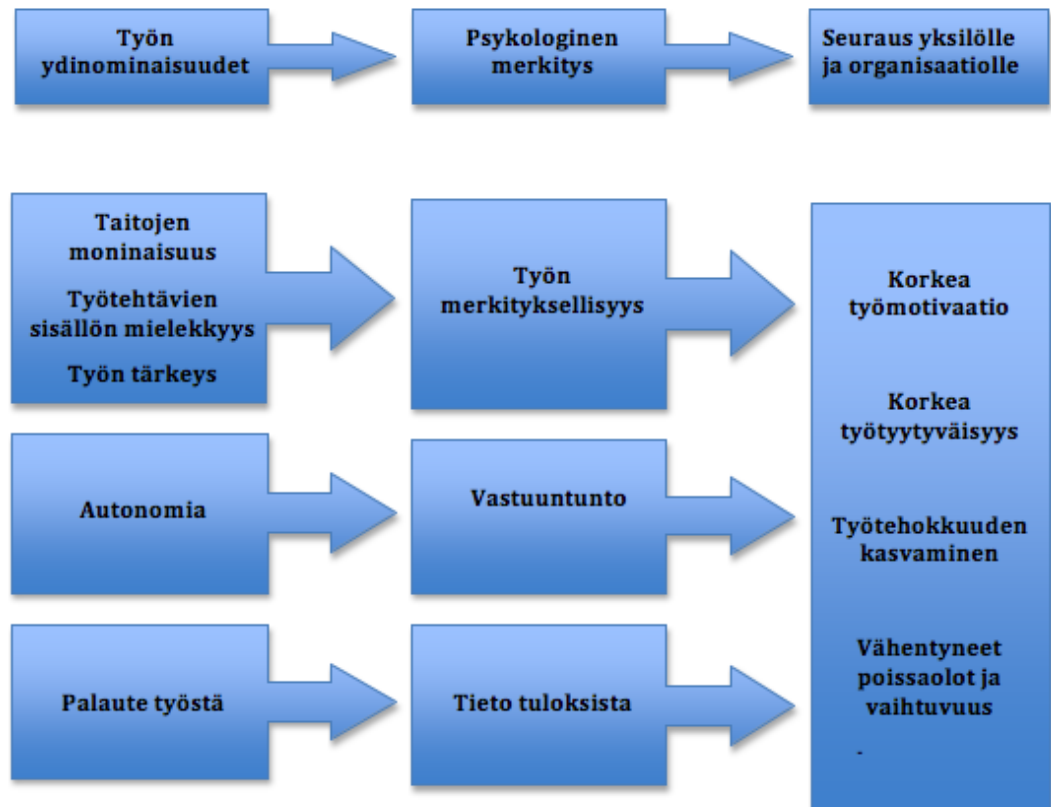 Työn
ydinominaisuudet
Psykologinen
merkitys
Seuraus yksilölle
ja organisaatiolle
Taitojen
moninaisuus
Työtehtävien
sisällön mielekkyys
Työn tärkeys
Työn
merkityksellisyys
Korkea
työmotivaatio
Korkea
työtyytyväisyys
Työtehokkuuden
kasvaminen
Vähentyneet
poissaolot ja
vaihtuvuus
.
Autonomia
Vastuuntunto
Palaute työstä
Tieto tuloksista